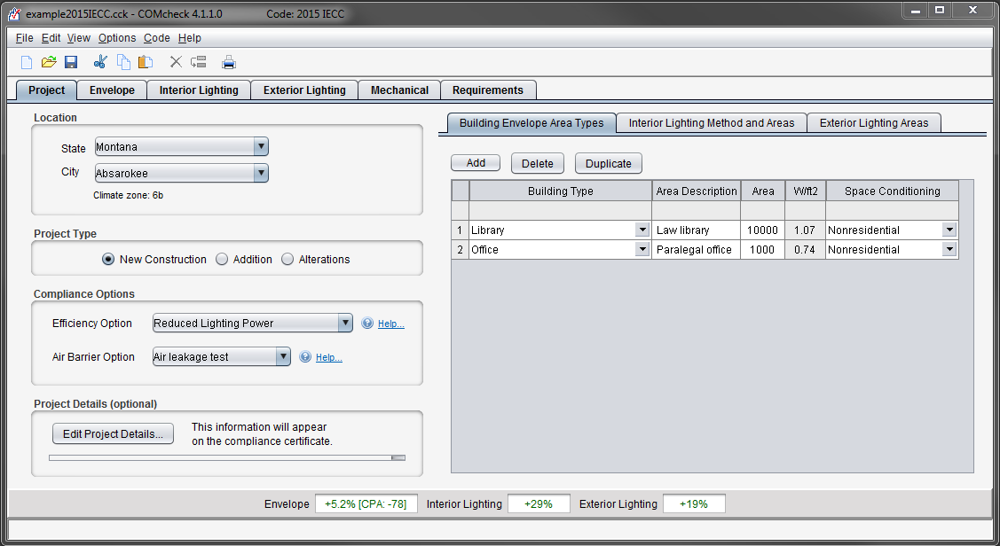 example2015IECC.cck - COMcheck 4.1.1.0 Code: 2015 IECC
File Edit View Options Code Help
Project Envelope Interior Lighting Exterior Lighting Mechanical Requirements
Location
State Montana
City Absarokee
Climate zone: 6b
Project Type
New Construction Addition Alterations
Compliance Options
Efficiency Option Reduced Lighting Power Help...
Air Barrier Option Air leakage test Help...
Project Details (optional)
Edit Project Details... This information will appear
on the compliance certificate.
Building Envelope Area Types Interior Lighting Method and Areas Exterior Lighting Areas
Add Delete Duplicate
Building Type Area Description Area W/ft2 Space Conditioning
1 Library Law library 10000 1.07 Nonresidential
2 Office Paralegal office 1000 0.74 Nonresidential
Envelope +5.2% [CPA: -78] Interior Lighting +29% Exterior Lighting +19%